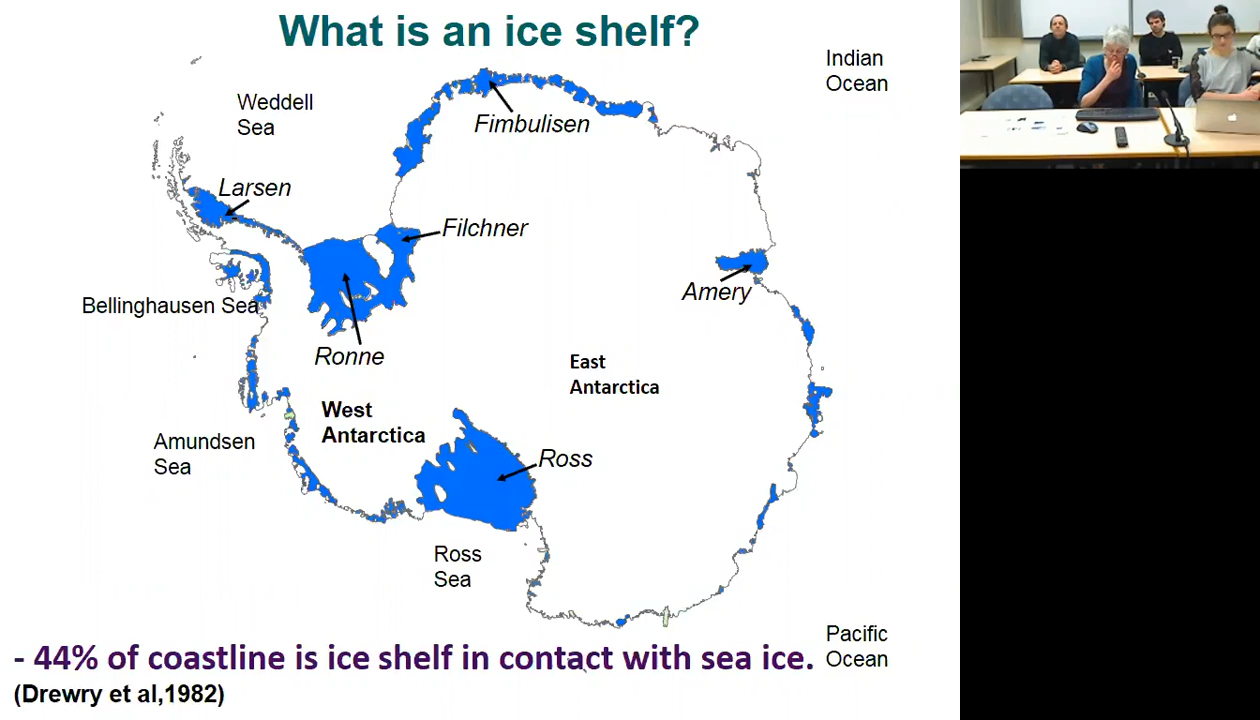 What is an ice shelf?
Indian
Ocean
Weddell
Sea
Fimbulisen
Larsen
Filchner
Amery
Bellinghausen Sea
Ronne
East
Antarctica
West
Antarctica
Amundsen
Sea
Ross
Ross
Sea
Pacific
Ocean
- 44% of coastline is ice shelf in contact with sea ice.
(Drewry et al,1982)